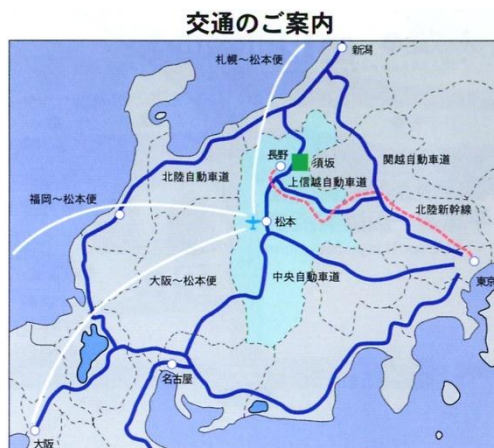 交通のご案内
札幌~松本便
新潟
長野
須坂
北陸自動車道
上信越自動車道
関越自動車道
福岡~松本便
北陸新幹線
松本
大阪~松本便
中央自動車道
東京
名古屋
大阪